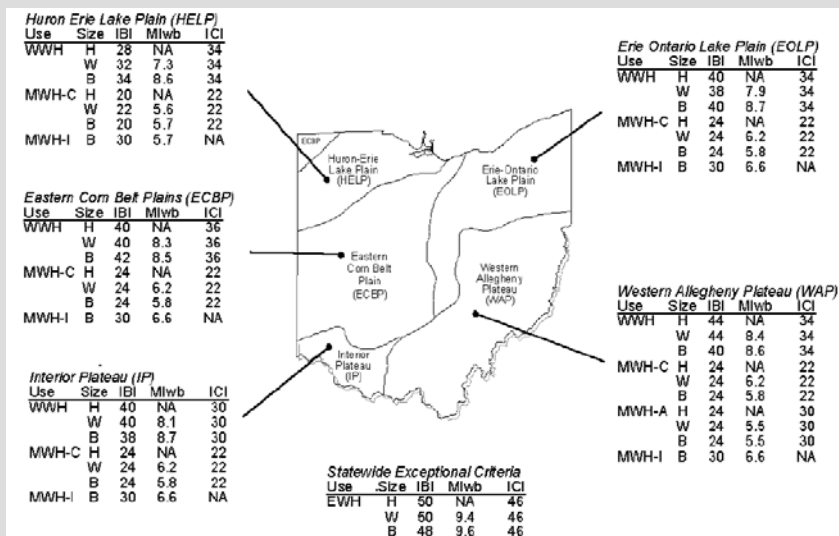 Huron Erie Lake Plain (HELP)
Use Size IBI MIwb ICI
WWH H 28 NA 34
W 32 7.3 34
B 34 8.6 34
MWH-C H 20 NA 22
W 22 5.6 22
B 20 5.7 22
MWH-I B 30 5.7 NA
Eastern Corn Belt Plains (ECBP)
Use Size IBI MIwb ICI
WWH H 40 NA 36
W 40 8.3 36
B 42 8.5 36
MWH-C H 24 NA 22
W 24 6.2 22
B 24 5.8 22
MWH-I B 30 6.6 NA
Interior Plateau (IP)
Use Size IBI MIwb ICI
WWH H 40 NA 30
W 40 8.1 30
B 38 8.7 30
MWH-C H 24 NA 22
W 24 6.2 22
B 24 5.8 22
MWH-I B 30 6.6 NA
ECBP
Huron-Erie
Lake Plain
(HELP)
Erie-Ontario
Lake Plain
(EOLP)
Eastern
Corn Belt
Plain
(ECBP)
Western
Allegheny
Plateau
(WAP)
Interior
Plateau
(IP)
Statewide Exceptional Criteria
Use .Size IBI MIwb ICI
EWH H 50 NA 46
W 50 9.4 46
B 48 9.6 46
Erie Ontario Lake Plain (EOLP)
Use Size IBI MIwb ICI
WWH H 40 NA 34
W 38 7.9 34
B 40 8.7 34
MWH-C H 24 NA 22
W 24 6.2 22
B 24 5.8 22
MWH-I B 30 6.6 NA
Western Allegheny Plateau (WAP)
Use Size IBI MIwb ICI
WWH H 44 NA 34
W 44 8.4 34
B 40 8.6 34
MWH-C H 24 NA 22
W 24 6.2 22
B 24 5.8 22
MWH-A H 24 NA 30
W 24 5.5 30
B 24 5.5 30
MWH-I B 30 6.6 NA